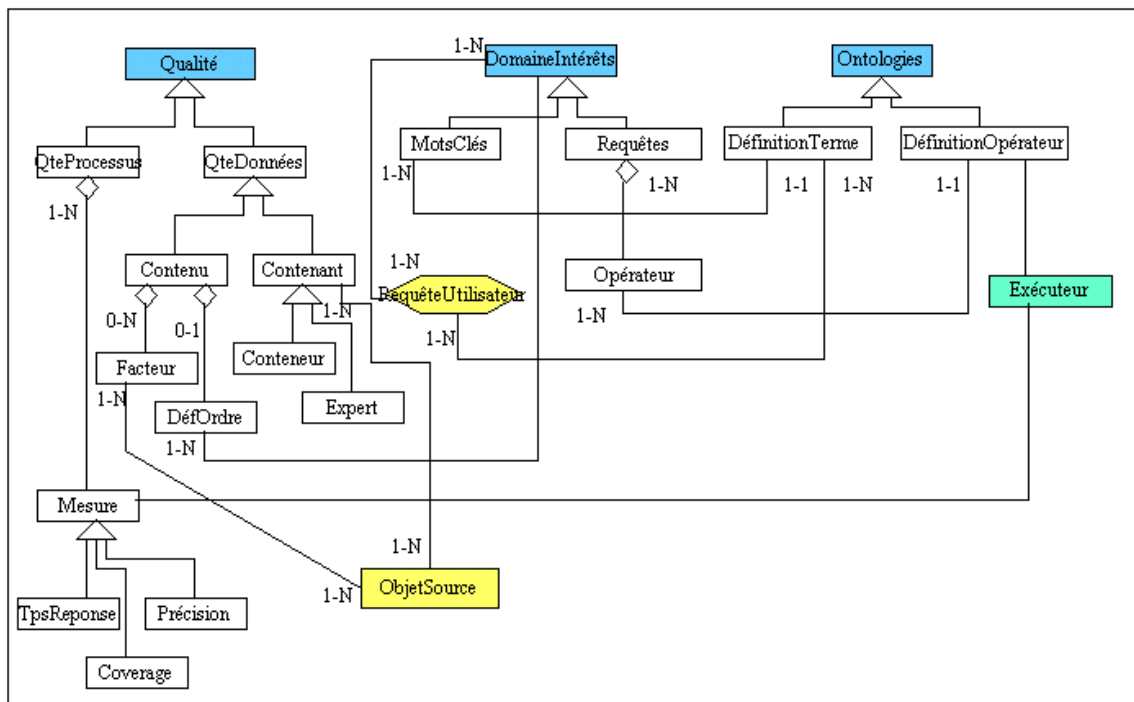 1-N
Qualité
DomaineIntérêts
Ontologies
QteProcessus
QteDonnées
MotsClés
Requêtes
DéfinitionTerme
DéfinitionOpérateur
1-N
1-N
1-N
1-1
1-N
1-1
Contenu
Contenant
1-N
Opérateur
Exécuteur
RequêteUtilisateur
0-N
0-1
1-N
1-N
1-N
Conteneur
Facteur
1-N
Expert
DéfOrdre
1-N
Mesure
1-N
ObjetSource
1-N
TpsReponse
Précision
Coverage